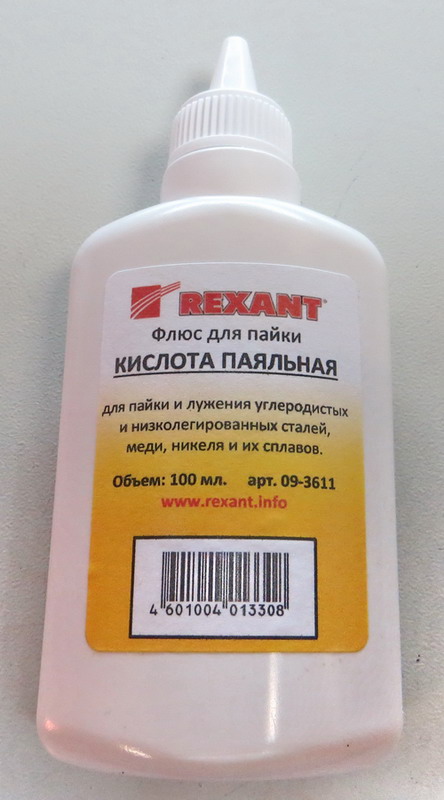 REXANT®
Флюс для пайки
КИСЛОТА ПАЯЛЬНАЯ
для пайки и лужения углеродистых
и низколегированных сталей,
меди, никеля и их сплавов.
Объем: 100 мл. арт. 09-3611
www.rexant.info
4 601004 013308